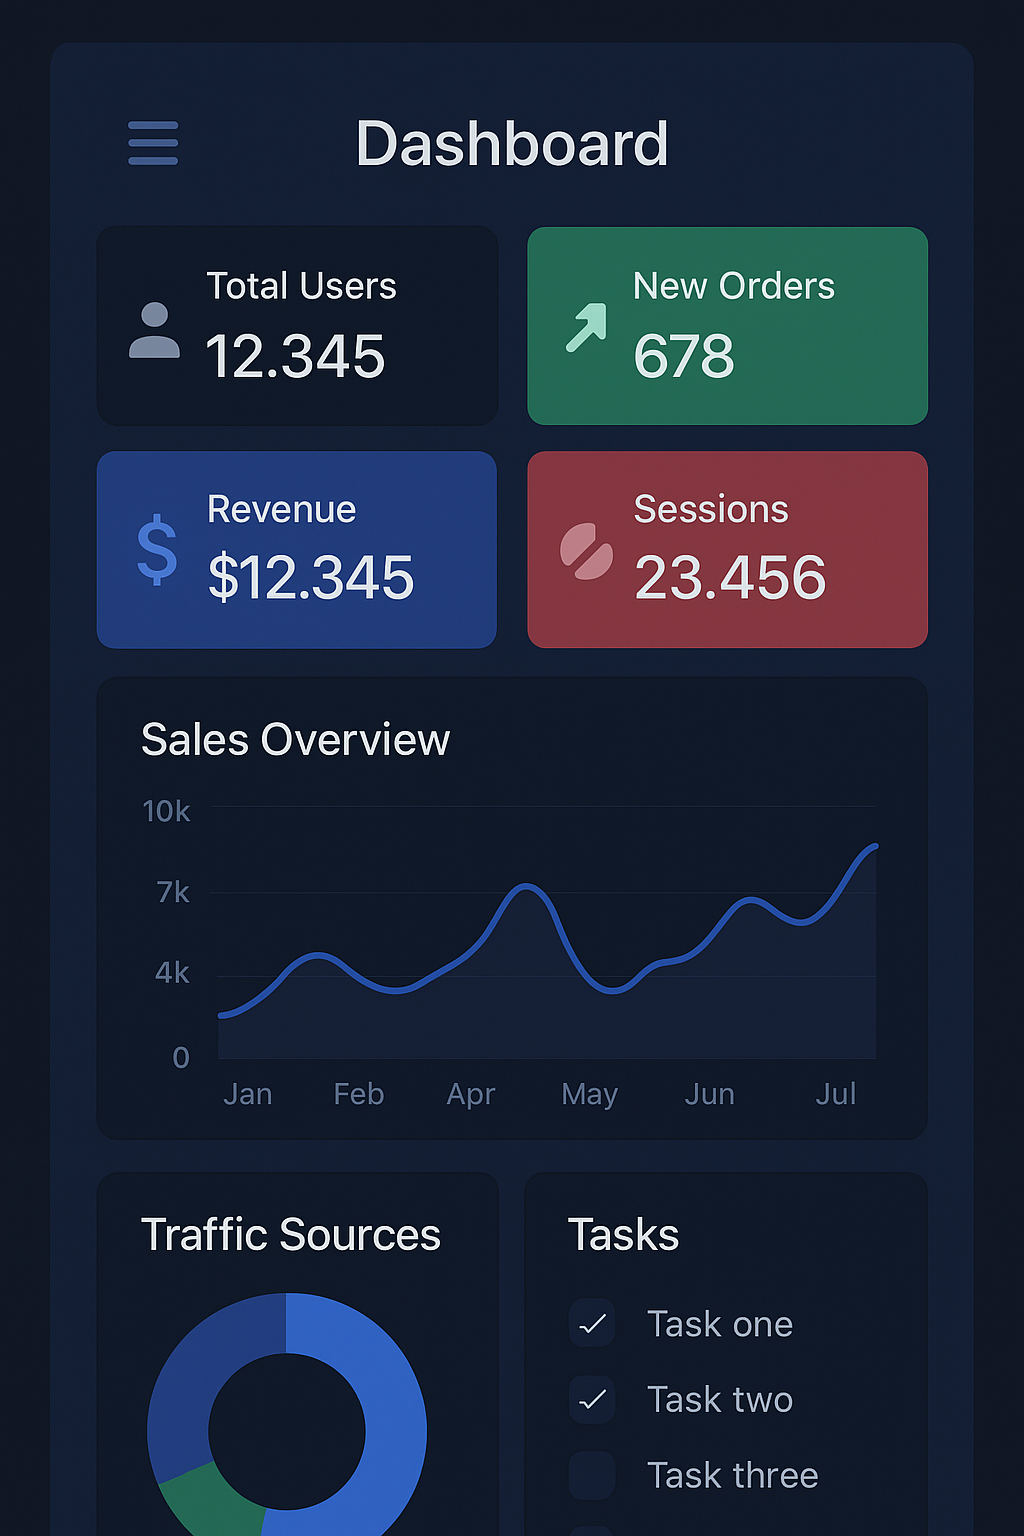 Dashboard
Total Users
12.345
New Orders
678
$
Revenue
$12.345
Sessions
23.456
Sales Overview
10k
7k
4k
0
Jan Feb Apr May Jun Jul
Traffic Sources
Tasks
Task one
Task two
Task three